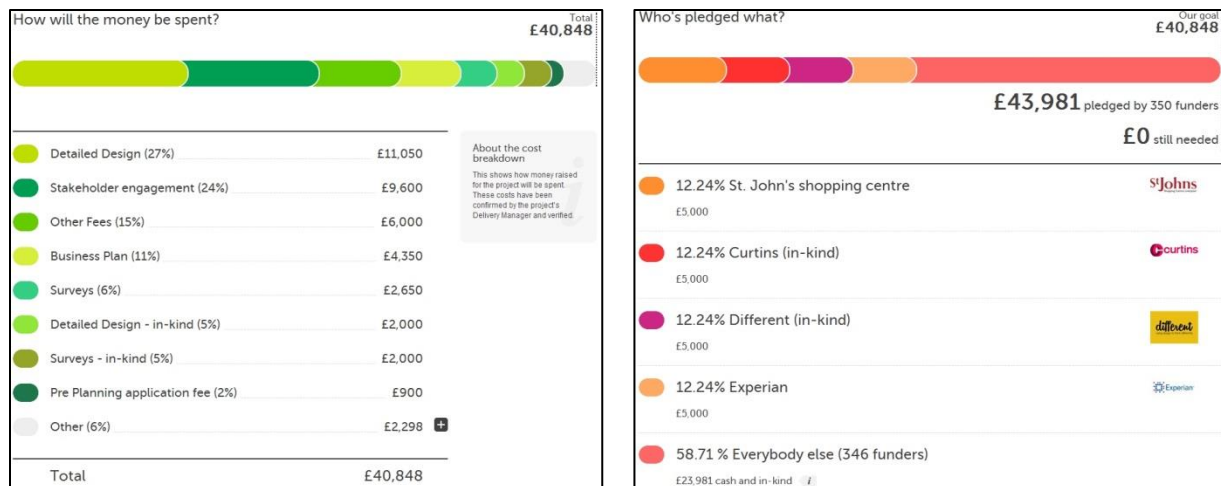 How will the money be spent?
Total
£40,848
Detailed Design (27%) £11,050
Stakeholder engagement (24%) £9,600
Other Fees (15%) £6,000
Business Plan (11%) £4,350
Surveys (6%) £2,650
Detailed Design - in-kind (5%) £2,000
Surveys - in-kind (5%) £2,000
Pre Planning application fee (2%) £900
Other (6%) £2,298 +
Total £40,848
About the cost
breakdown
This shows how money raised
for the project will be spent.
These costs have been
confirmed by the project's
Delivery Manager and verified.
i
Who's pledged what?
Our goal
£40,848
£43,981 pledged by 350 funders
£0 still needed
12.24% St. John's shopping centre
£5,000
St Johns
12.24% Curtins (in-kind)
£5,000
curtins
12.24% Different (in-kind)
£5,000
different
12.24% Experian
£5,000
Experian
58.71 % Everybody else (346 funders)
£23,981 cash and in-kind i